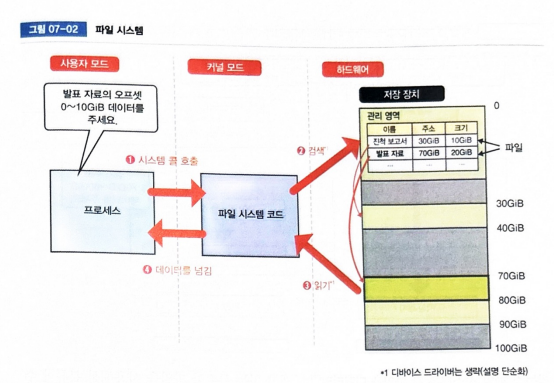 그림 07-02 파일 시스템
사용자 모드
커널 모드
하드웨어
발표 자료의 오프셋
0~10GiB 데이터를
주세요.
❶ 시스템 콜 호출
프로세스
❹ 데이터를 넘김
파일 시스템 코드
❷ 검색*1
❸ 읽기*1
저장 장치
관리 영역
이름 주소 크기
진척 보고서 30GiB 10GiB
발표 자료 70GiB 20GiB
... ... ...
파일
0
30GiB
40GiB
70GiB
80GiB
90GiB
100GiB
*1 디바이스 드라이버는 생략(설명 단순화)